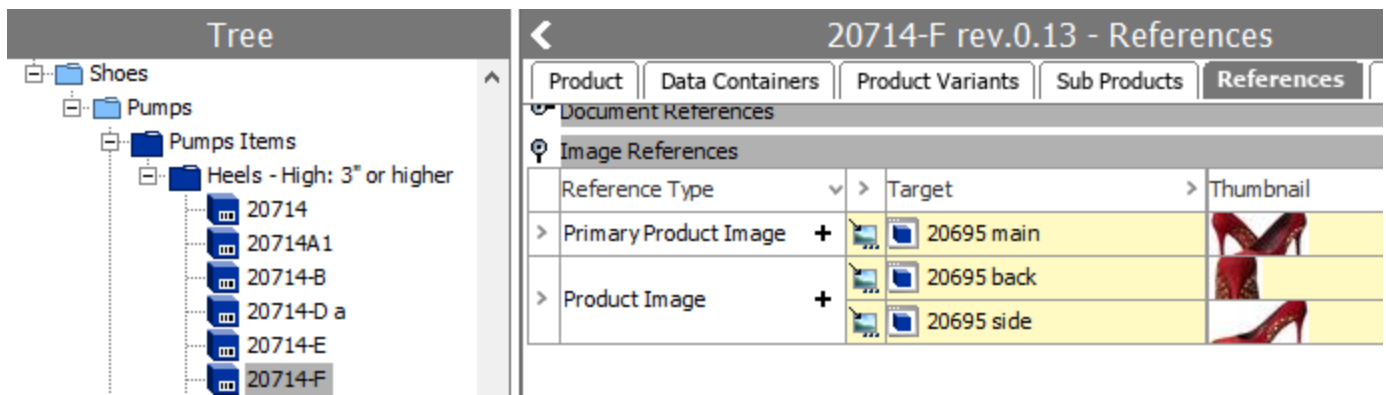 Tree
Shoes
Pumps
Pumps Items
Heels - High: 3" or higher
20714
20714A1
20714-B
20714-D a
20714-E
20714-F
20714-F rev.0.13 - References
Product Data Containers Product Variants Sub Products References
Document References
Image References
Reference Type > Target > Thumbnail
Primary Product Image + 20695 main
Product Image + 20695 back
20695 side